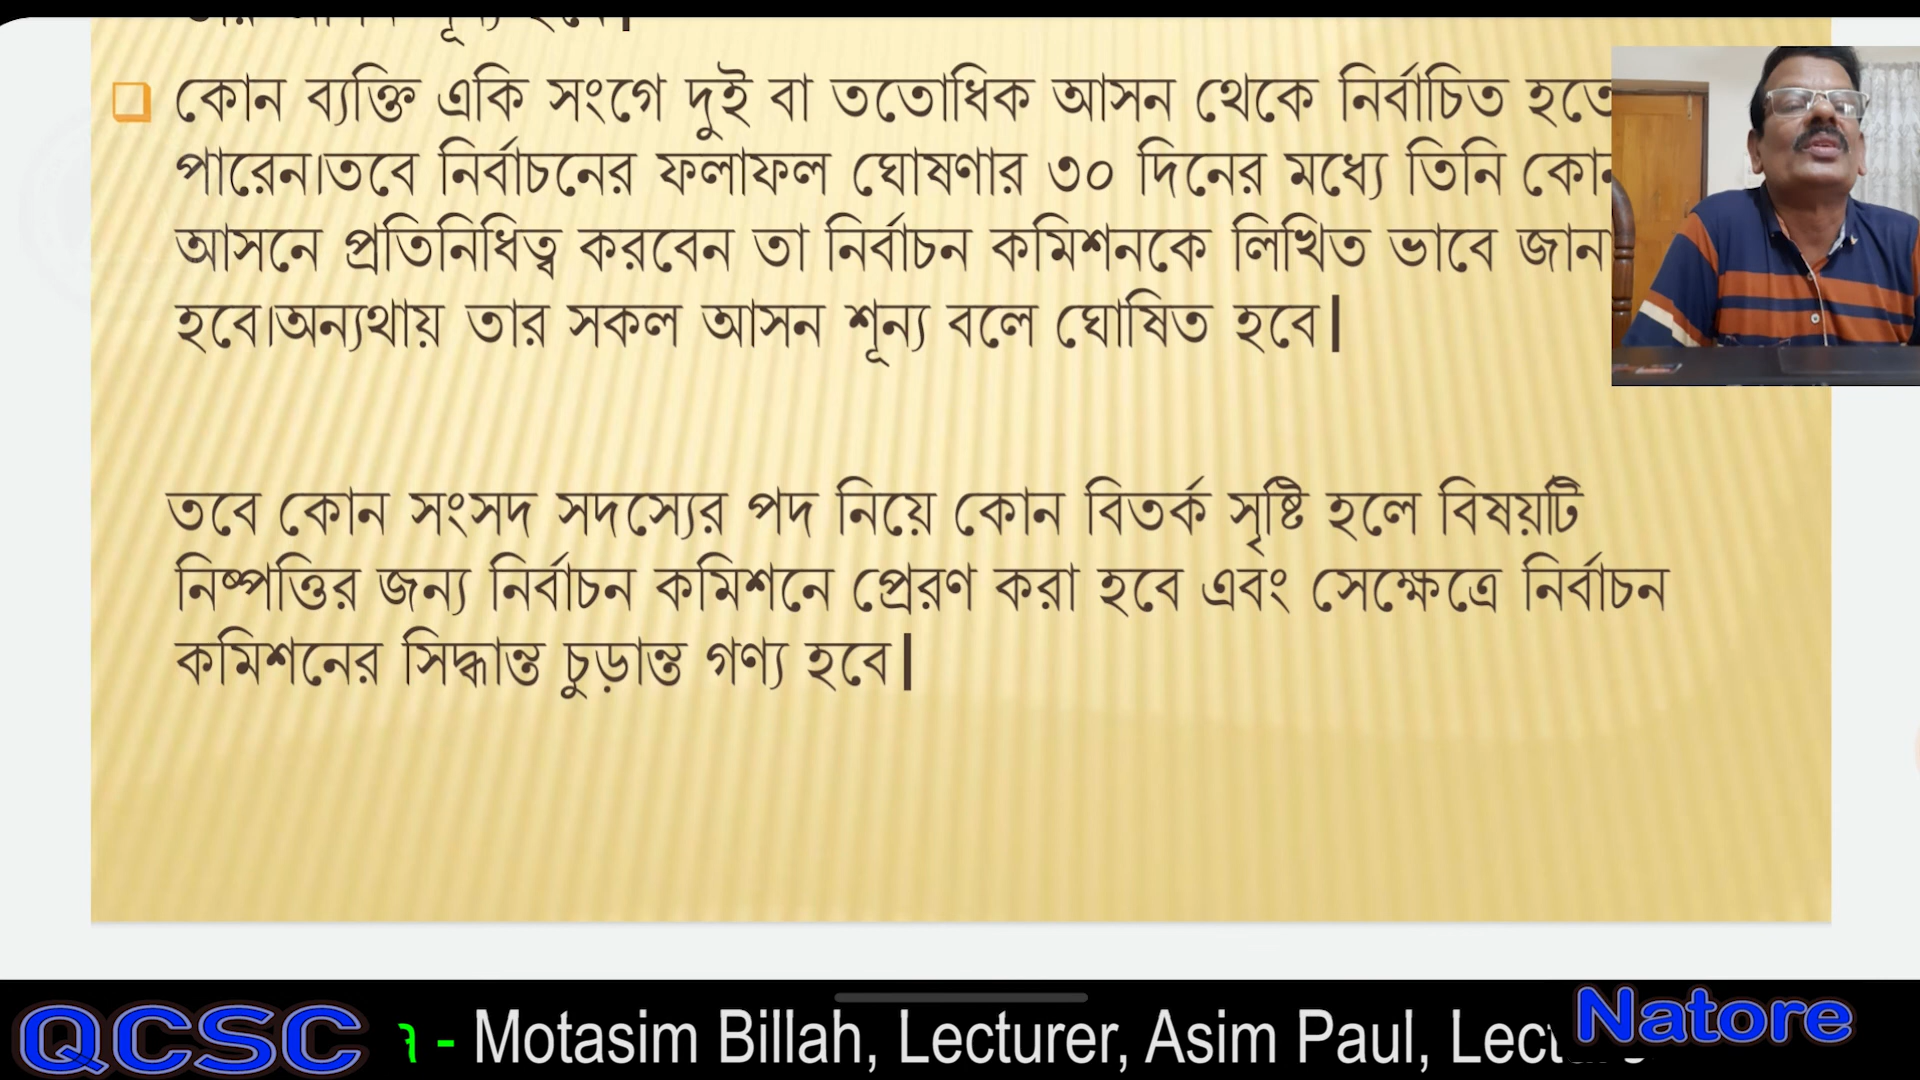 কোন ব্যক্তি একি সংগে দুই বা ততোধিক আসন থেকে নির্বাচিত হতে
পারেন।তবে নির্বাচনের ফলাফল ঘোষণার ৩০ দিনের মধ্যে তিনি কোন
আসনে প্রতিনিধিত্ব করবেন তা নির্বাচন কমিশনকে লিখিত ভাবে জানা
হবে।অন্যথায় তার সকল আসন শূন্য বলে ঘোষিত হবে|
তবে কোন সংসদ সদস্যের পদ নিয়ে কোন বিতর্ক সৃষ্টি হলে বিষয়টি
নিষ্পত্তির জন্য নির্বাচন কমিশনে প্রেরণ করা হবে এবং সেক্ষেত্রে নির্বাচন
কমিশনের সিদ্ধান্ত চুড়ান্ত গণ্য হবে|
QCSC - Motasim Billah, Lecturer, Asim Paul, Natore